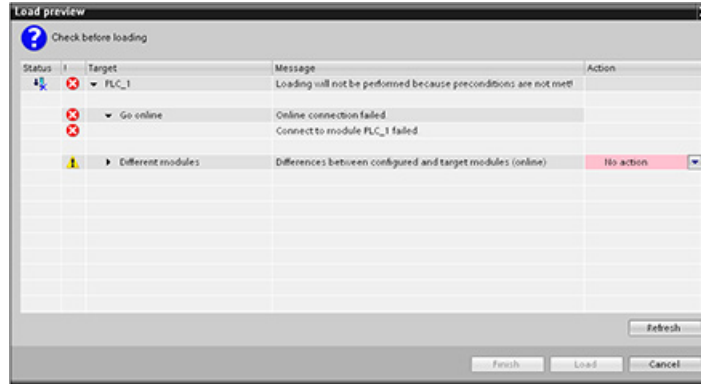 Load preview
Check before loading
Status ! Target Message Action
PLC_1 Loading will not be performed because preconditions are not met!
Go online Online connection failed
Connect to module PLC_1 failed
Different modules Differences between configured and target modules (online) No action
Refresh
Finish Load Cancel